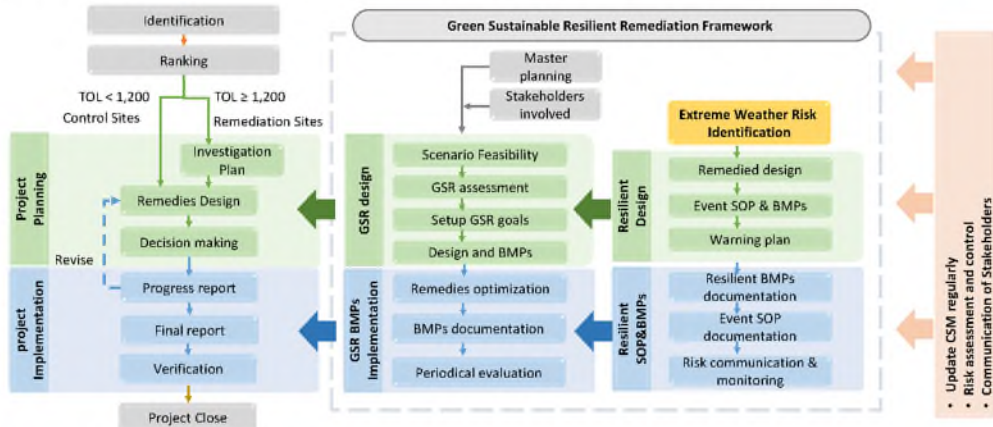 Identification
Ranking
TOL < 1,200
Control Sites
TOL ≥ 1,200
Remediation Sites
Project
Planning
Investigation
Plan
Remedies Design
Decision making
Revise
project
Implementation
Progress report
Final report
Verification
Project Close
Green Sustainable Resilient Remediation Framework
Master
planning
Stakeholders
involved
GSR design
Scenario Feasibility
GSR assessment
Setup GSR goals
Design and BMPs
GSR BMPs
Implementation
Remedies optimization
BMPs documentation
Periodical evaluation
Extreme Weather Risk
Identification
Resilient
Design
Remedied design
Event SOP & BMPs
Warning plan
Resilient
SOP&BMPs
Resilient BMPs
documentation
Event SOP
documentation
Risk communication &
monitoring
• Update CSM regularly
• Risk assessment and control
• Communication of Stakeholders